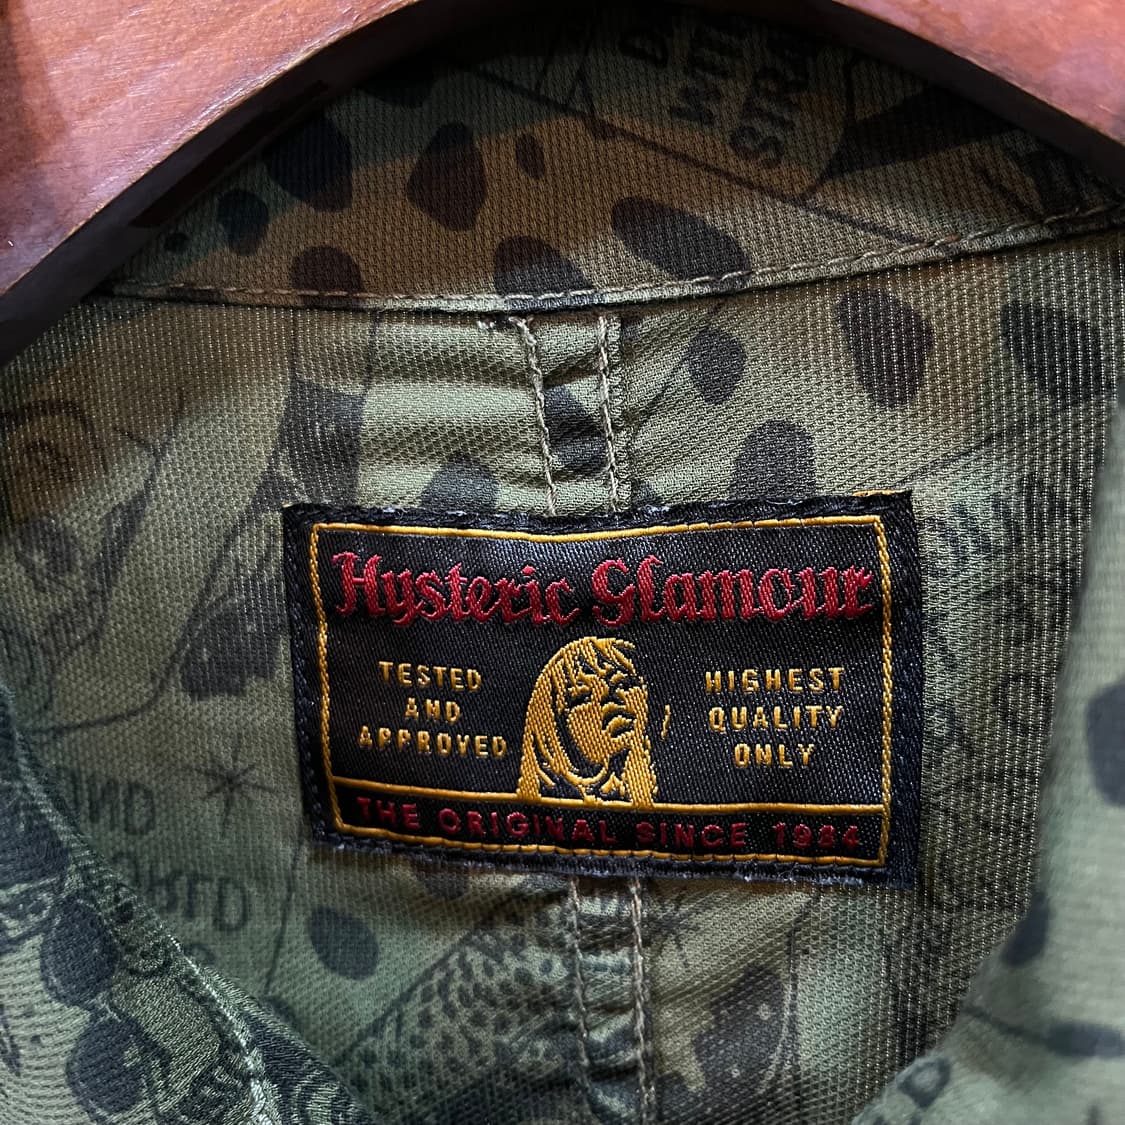 Hysteric Glamour
TESTED
AND
APPROVED
HIGHEST
QUALITY
ONLY
THE ORIGINAL SINCE 1984